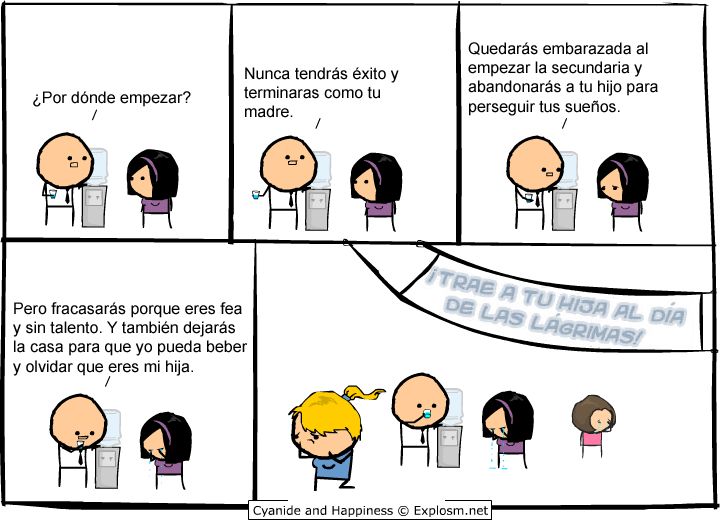 ¿Por dónde empezar?
Nunca tendrás éxito y
terminaras como tu
madre.
Quedarás embarazada al
empezar la secundaria y
abandonarás a tu hijo para
perseguir tus sueños.
Pero fracasarás porque eres fea
y sin talento. Y también dejarás
la casa para que yo pueda beber
y olvidar que eres mi hija.
¡TRAE A TU HIJA AL DÍA
DE LAS LÁGRIMAS!
Cyanide and Happiness © Explosm.net